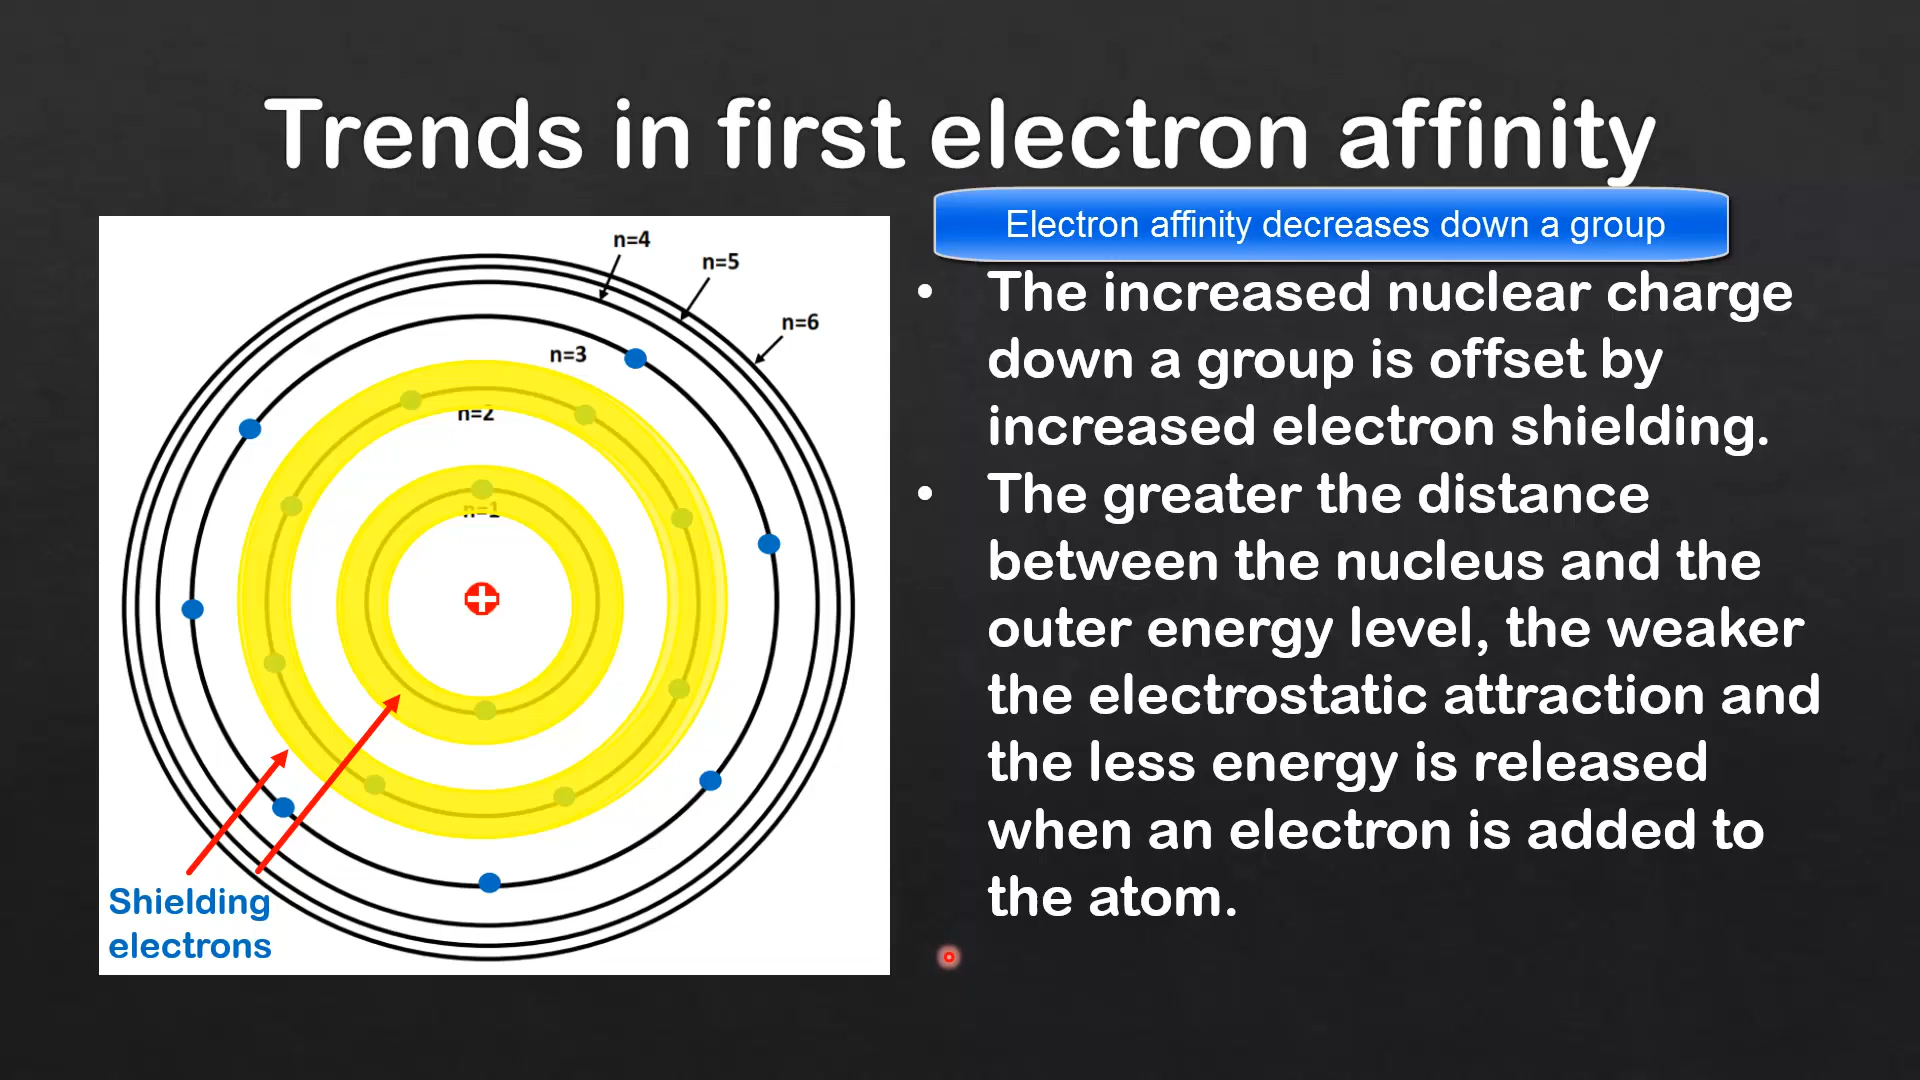 Trends in first electron affinity
Electron affinity decreases down a group
n=4
n=5
n=6
n=3
n=2
n=1
Shielding
electrons
• The increased nuclear charge
down a group is offset by
increased electron shielding.
• The greater the distance
between the nucleus and the
outer energy level, the weaker
the electrostatic attraction and
the less energy is released
when an electron is added to
the atom.